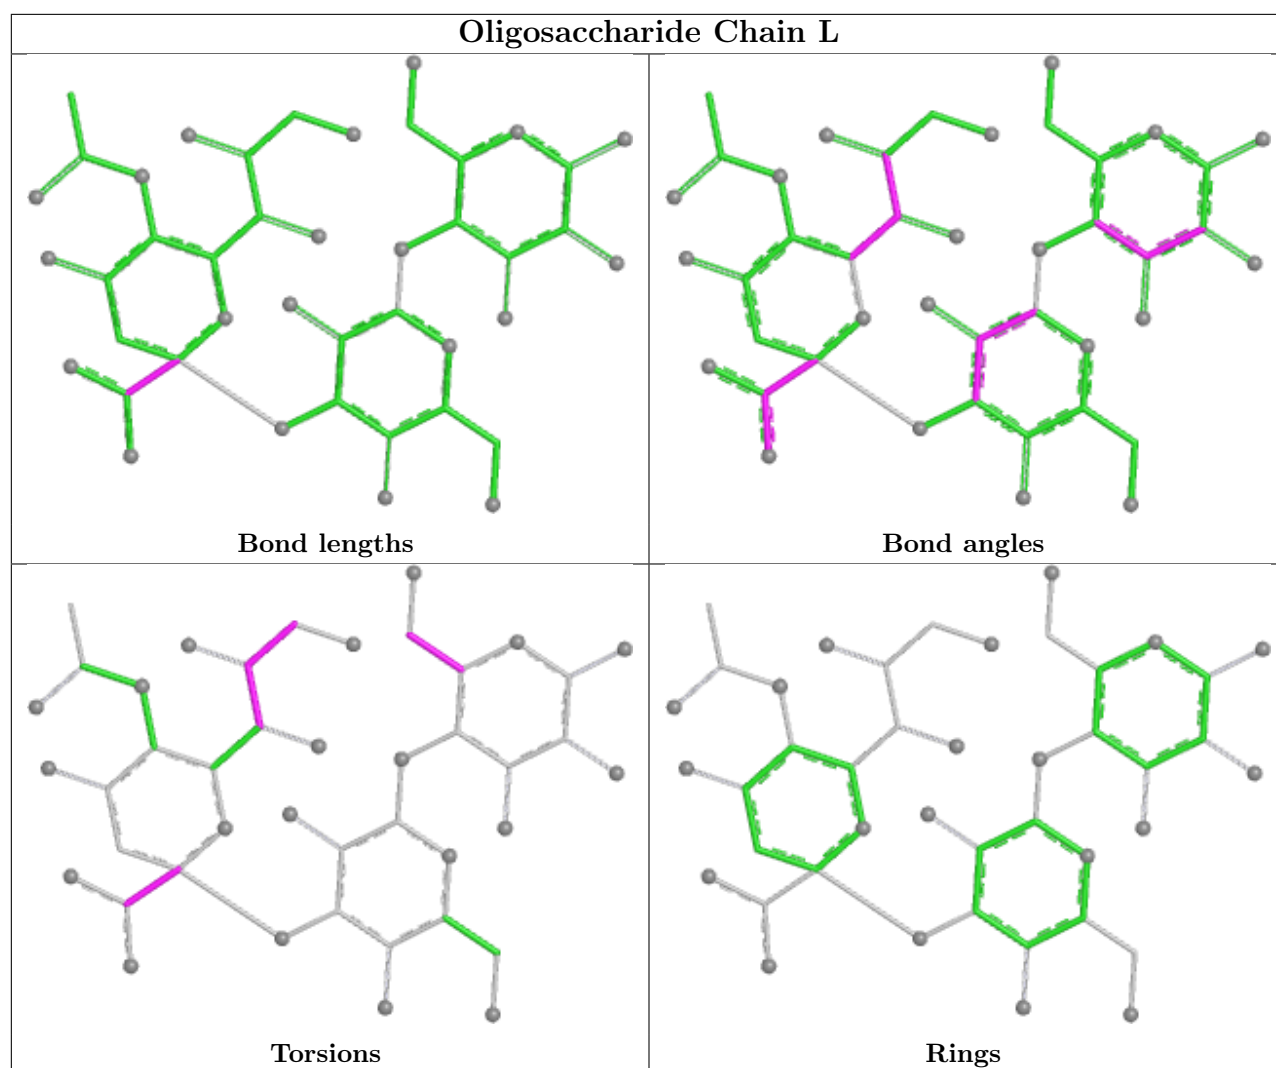 Oligosaccharide Chain L
Bond lengths
Bond angles
Torsions
Rings